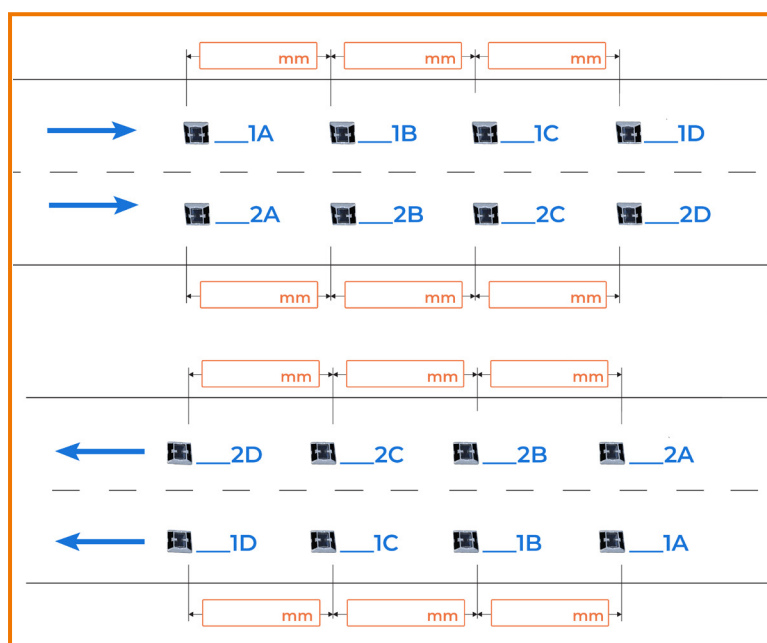 mm mm mm
___1A ___1B ___1C ___1D
___2A ___2B ___2C ___2D
mm mm mm
mm mm mm
___2D ___2C ___2B ___2A
___1D ___1C ___1B ___1A
mm mm mm